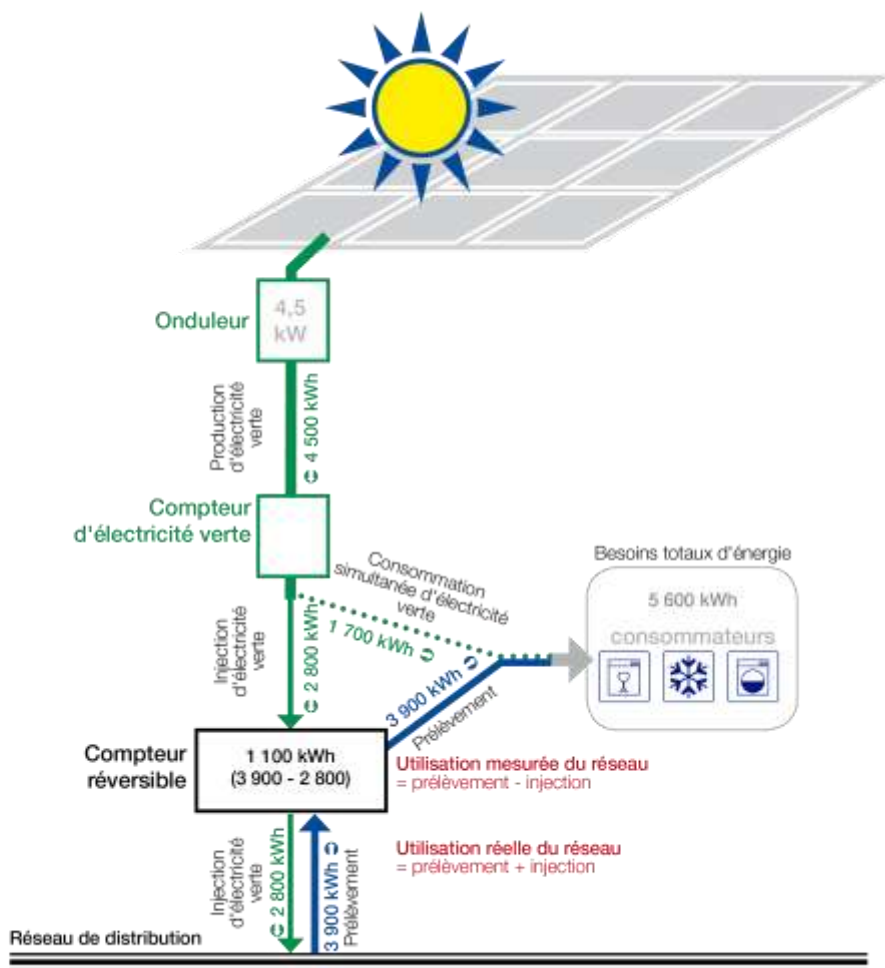 4,5
kW
Onduleur
Production
d'électricité
verte
4 500 kWh
Compteur
d'électricité verte
Besoins totaux d'énergie
5 600 kWh
consommateurs
Consommation
simultanée d'électricité
verte
1 700 kWh
Injection
d'électricité
verte
2 800 kWh
3 900 kWh
Prélèvement
Compteur
réversible
1 100 kWh
(3 900 - 2 800)
Utilisation mesurée du réseau
= prélèvement - injection
Utilisation réelle du réseau
= prélèvement + injection
Injection
d'électricité
verte
2 800 kWh
3 900 kWh
Prélèvement
Réseau de distribution